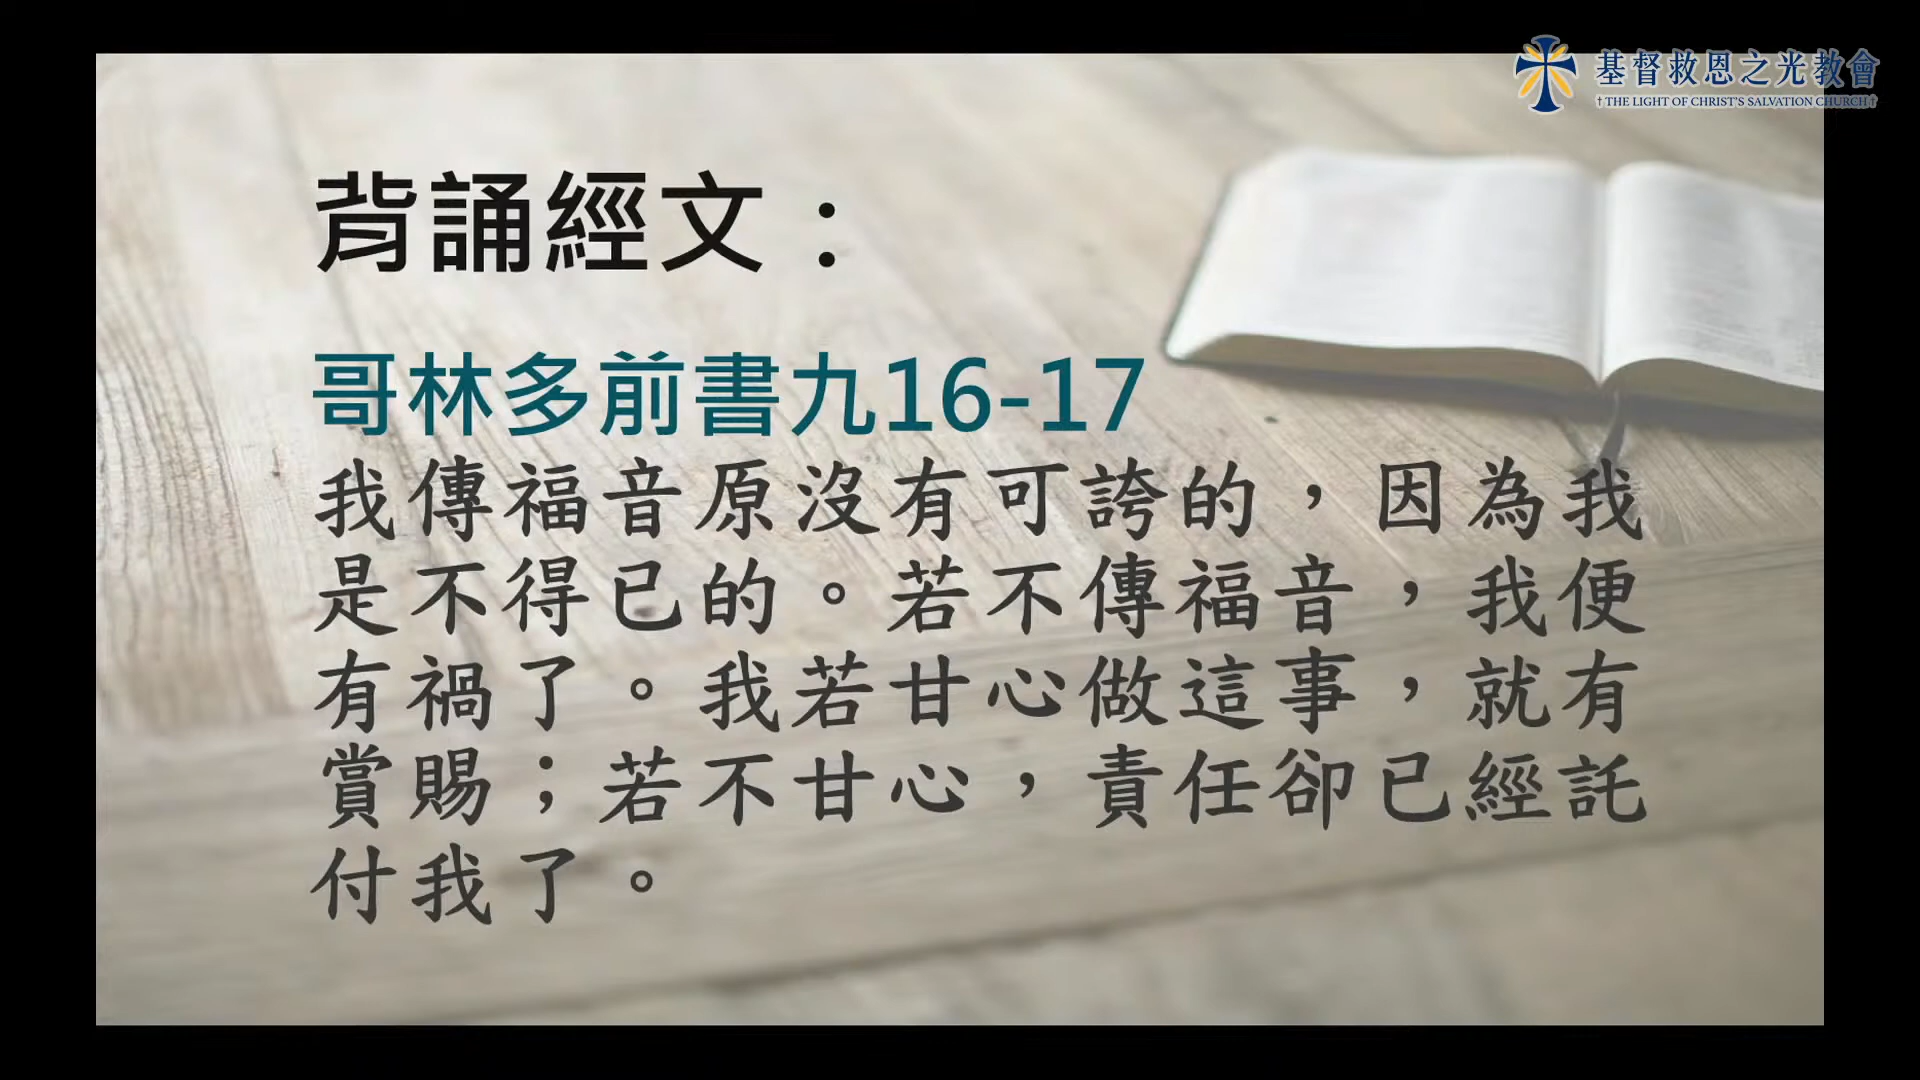 基督救恩之光教會
†THE LIGHT OF CHRIST'S SALVATION CHURCH†
背誦經文：
哥林多前書九16-17
我傳福音原沒有可誇的，因為我
是不得已的。若不傳福音，我便
有禍了。我若甘心做這事，就有
賞賜；若不甘心，責任卻已經託
付我了。